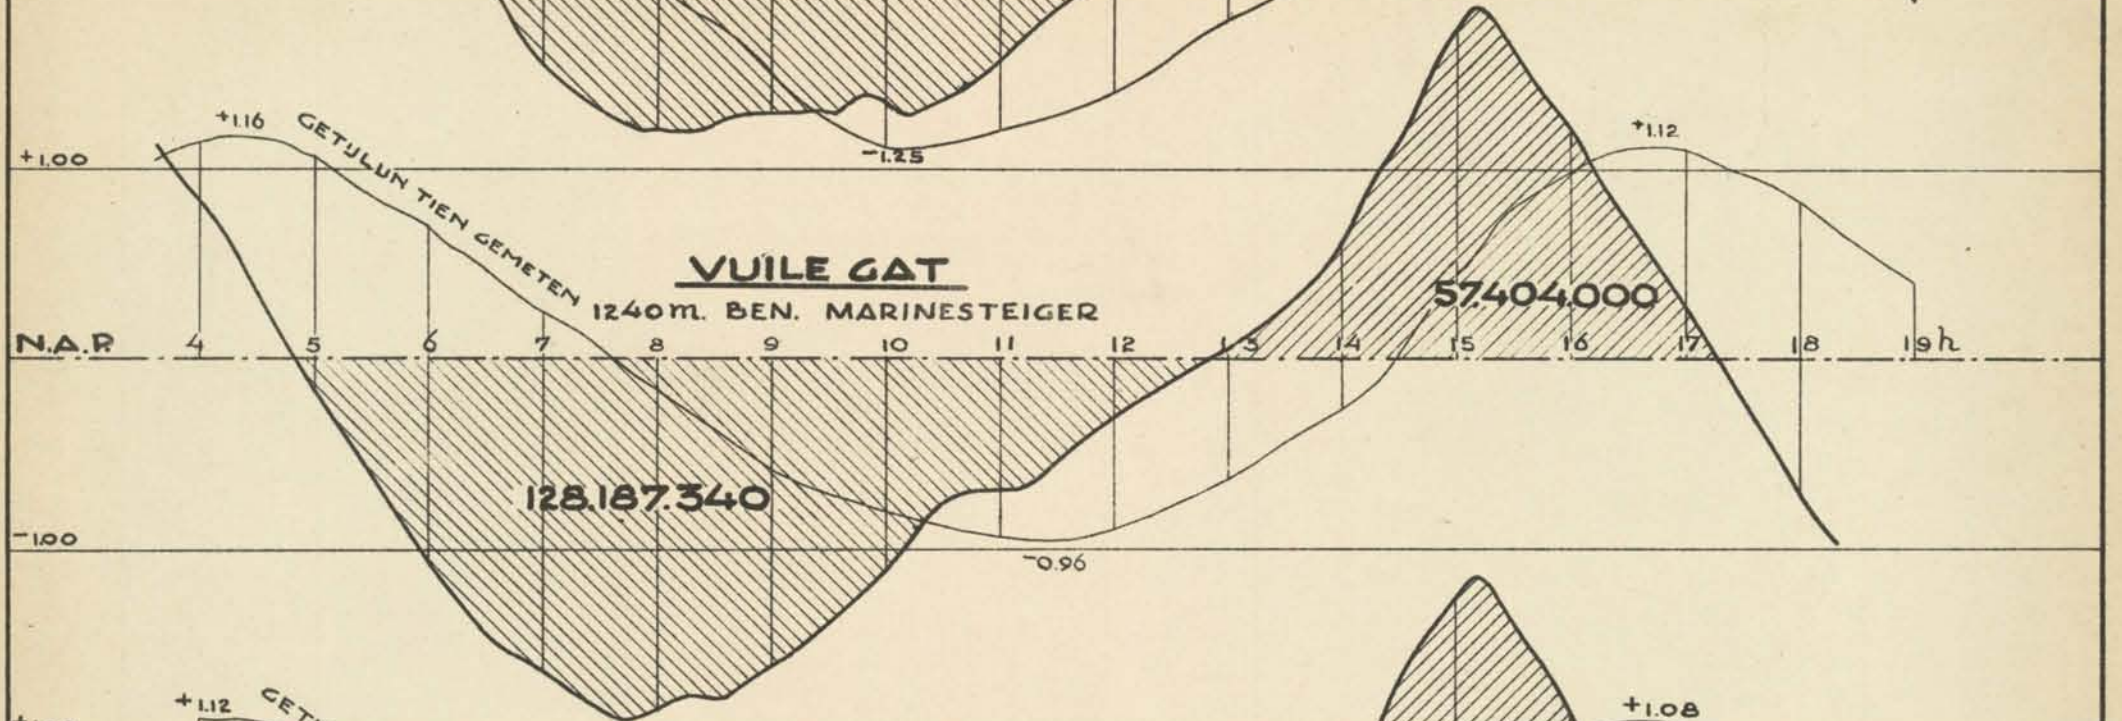 -1.25
+1.16
GETIJLIJN TIEN GEMETEN
+1.12
+1.00
VUILE GAT
1240m. BEN. MARINESTEIGER
57.404.000
N.A.P. 4 5 6 7 8 9 10 11 12 13 14 15 16 17 18 19h
128.187.340
-1.00
-0.96
+1.12
+1.08